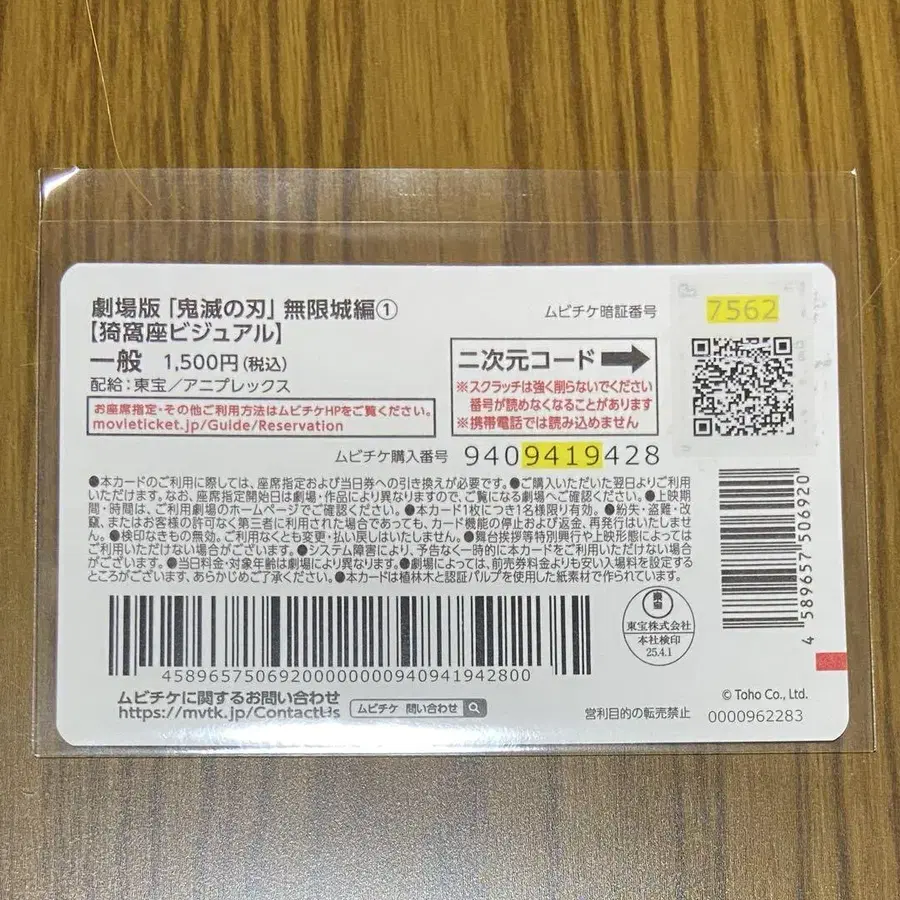 劇場版「鬼滅の刃」無限城編①
【猗窩座ビジュアル】
一般 1,500円(税込)
配給:東宝/アニプレックス
お座席指定・その他ご利用方法はムビチケHPをご覧ください。
movieticket.jp/Guide/Reservation
ムビチケ暗証番号 7562
二次元コード
※スクラッチは強く削らないでください
番号が読めなくなることがあります
※携帯電話では読み込めません
ムビチケ購入番号 9409419428
●本カードのご利用に際しては、座席指定および当日券への引き換えが必要です。●ご購入いただいた翌日よりご利用
いただけます。なお、座席指定開始日は劇場・作品により異なりますので、ご覧になる劇場へご確認ください。●上映期
間・時間は、ご利用劇場のホームページでご確認ください。●本カード1枚につき1名様限り有効。●紛失・盗難・改
竄、またはお客様の許可なく第三者に利用された場合であっても、カード機能の停止および返金、再発行はいたしませ
ん。●検印なきもの無効。ご利用なくとも変更・払い戻しはいたしません。●舞台挨拶等特別興行や上映形態によっては
ご利用いただけない場合がございます。●システム障害により、予告なく一時的に本カードをご利用いただけない場合
がございます。●当日料金・対象年齢は劇場により異なります。●劇場によっては、前売券料金よりも安い入場料を設定する
ところがございます。あらかじめご了承ください。●本カードは植林木と認証パルプを使用した紙素材で作られています。
45896575069200000000940941942800
4 589657 506920
東宝
東宝株式会社
本社検印
25.4.1
ムビチケに関するお問い合わせ
https://mvtk.jp/ContactUs
ムビチケ 問い合わせ
© Toho Co., Ltd.
営利目的の転売禁止
0000962283